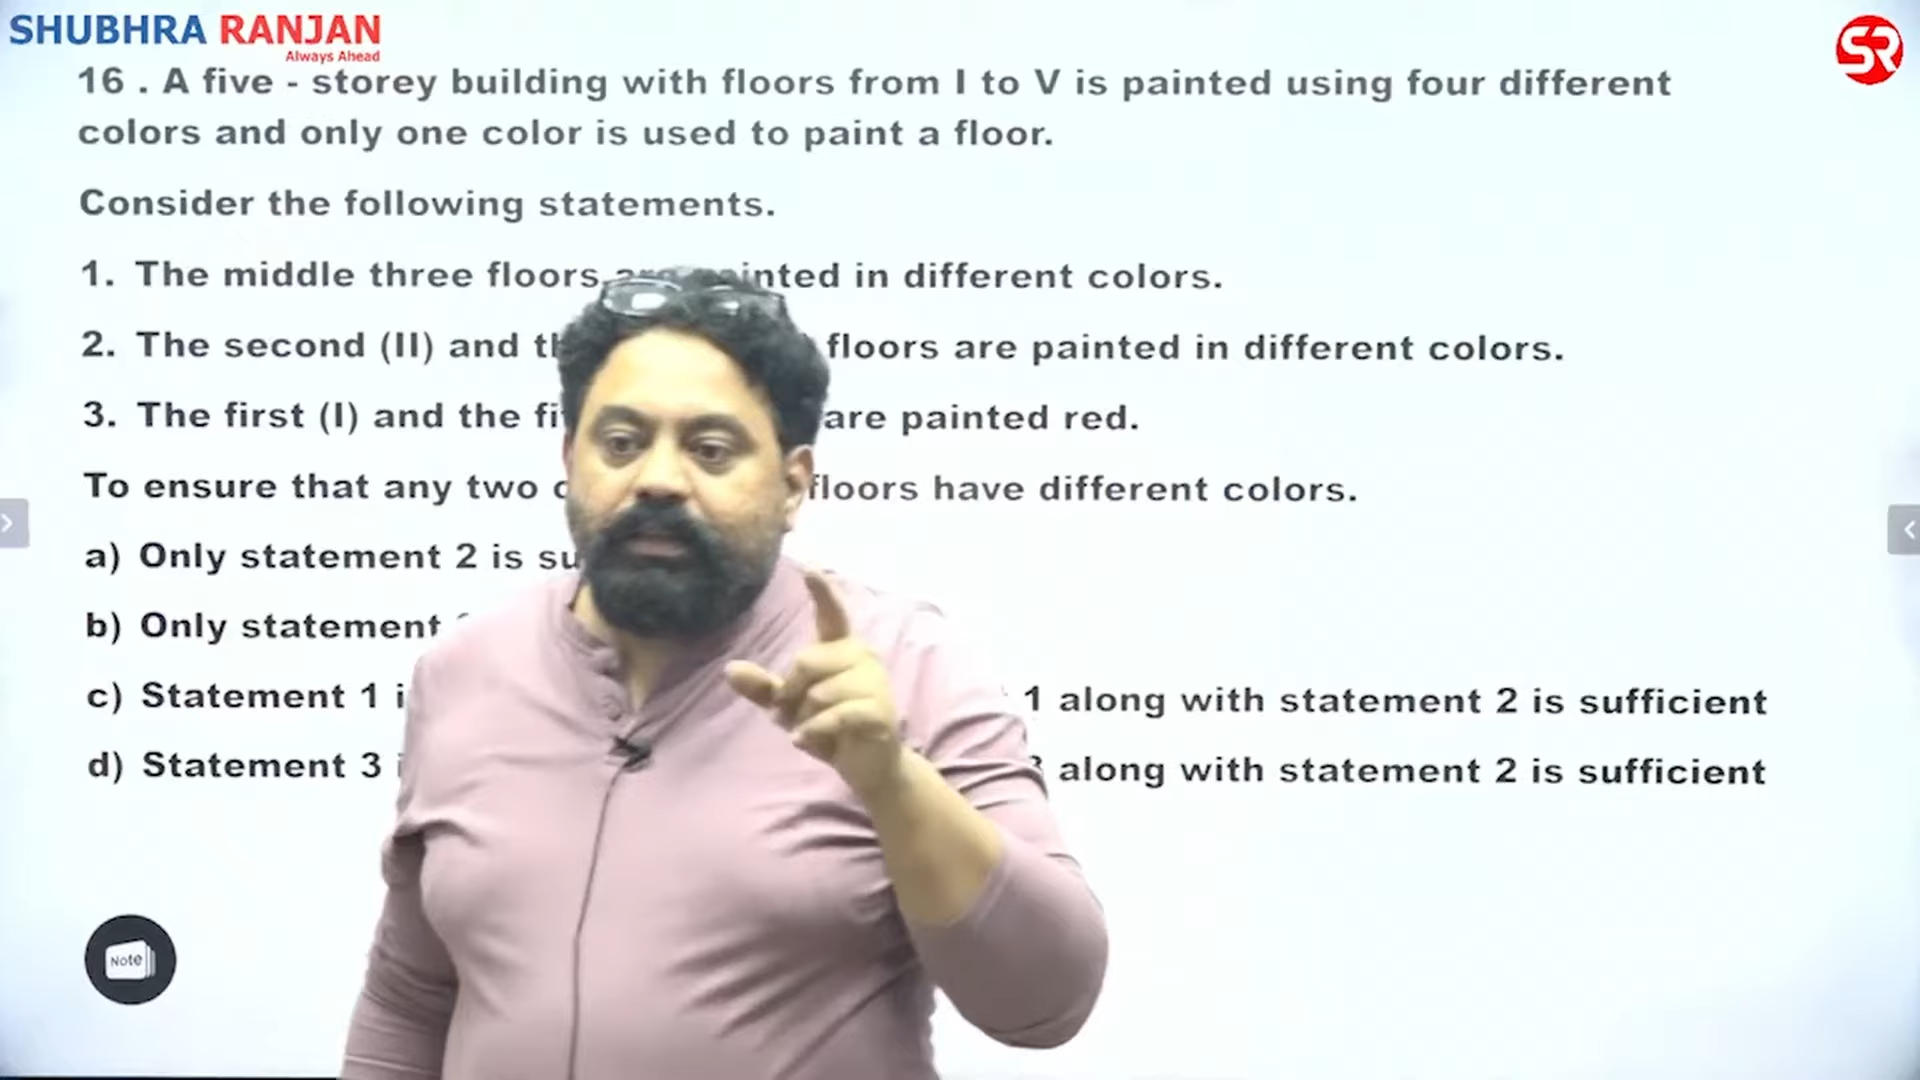 SHUBHRA RANJAN
Always Ahead
SR
16 . A five - storey building with floors from I to V is painted using four different
colors and only one color is used to paint a floor.
Consider the following statements.
1. The middle three floors are painted in different colors.
2. The second (II) and floors are painted in different colors.
3. The first (I) and the are painted red.
To ensure that any two floors have different colors.
a) Only statement 2 is
b) Only statement
c) Statement 1 1 along with statement 2 is sufficient
d) Statement 3 along with statement 2 is sufficient
Note